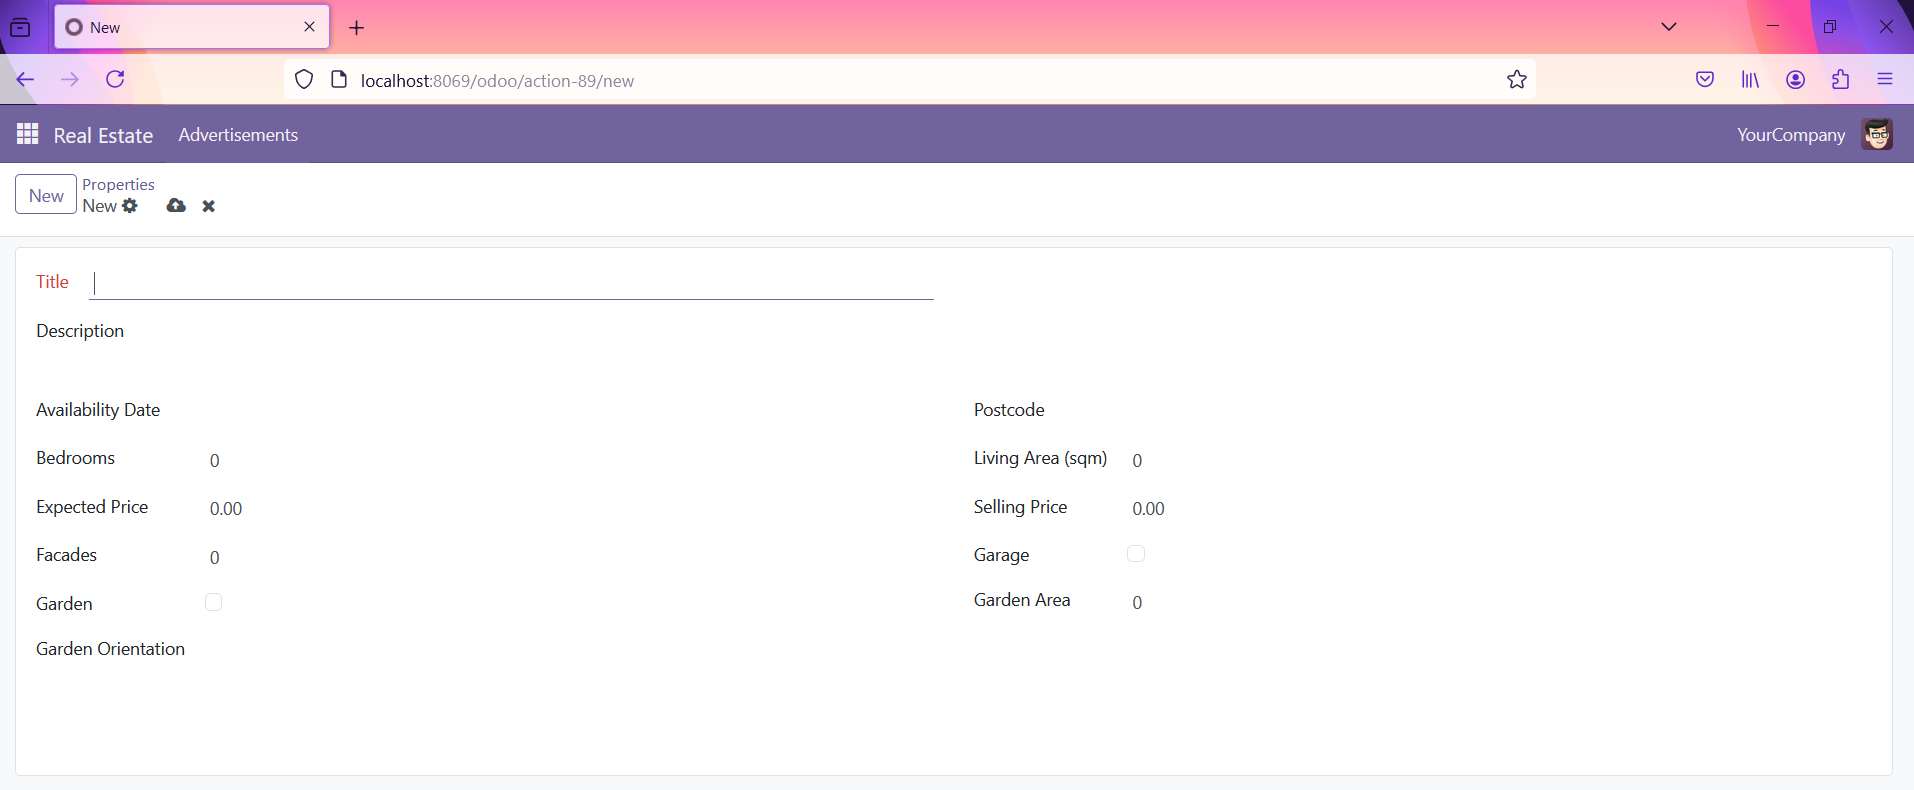 New
localhost:8069/odoo/action-89/new
Real Estate Advertisements YourCompany
New Properties
New
Title
Description
Availability Date Postcode
Bedrooms 0 Living Area (sqm) 0
Expected Price 0.00 Selling Price 0.00
Facades 0 Garage
Garden Garden Area 0
Garden Orientation